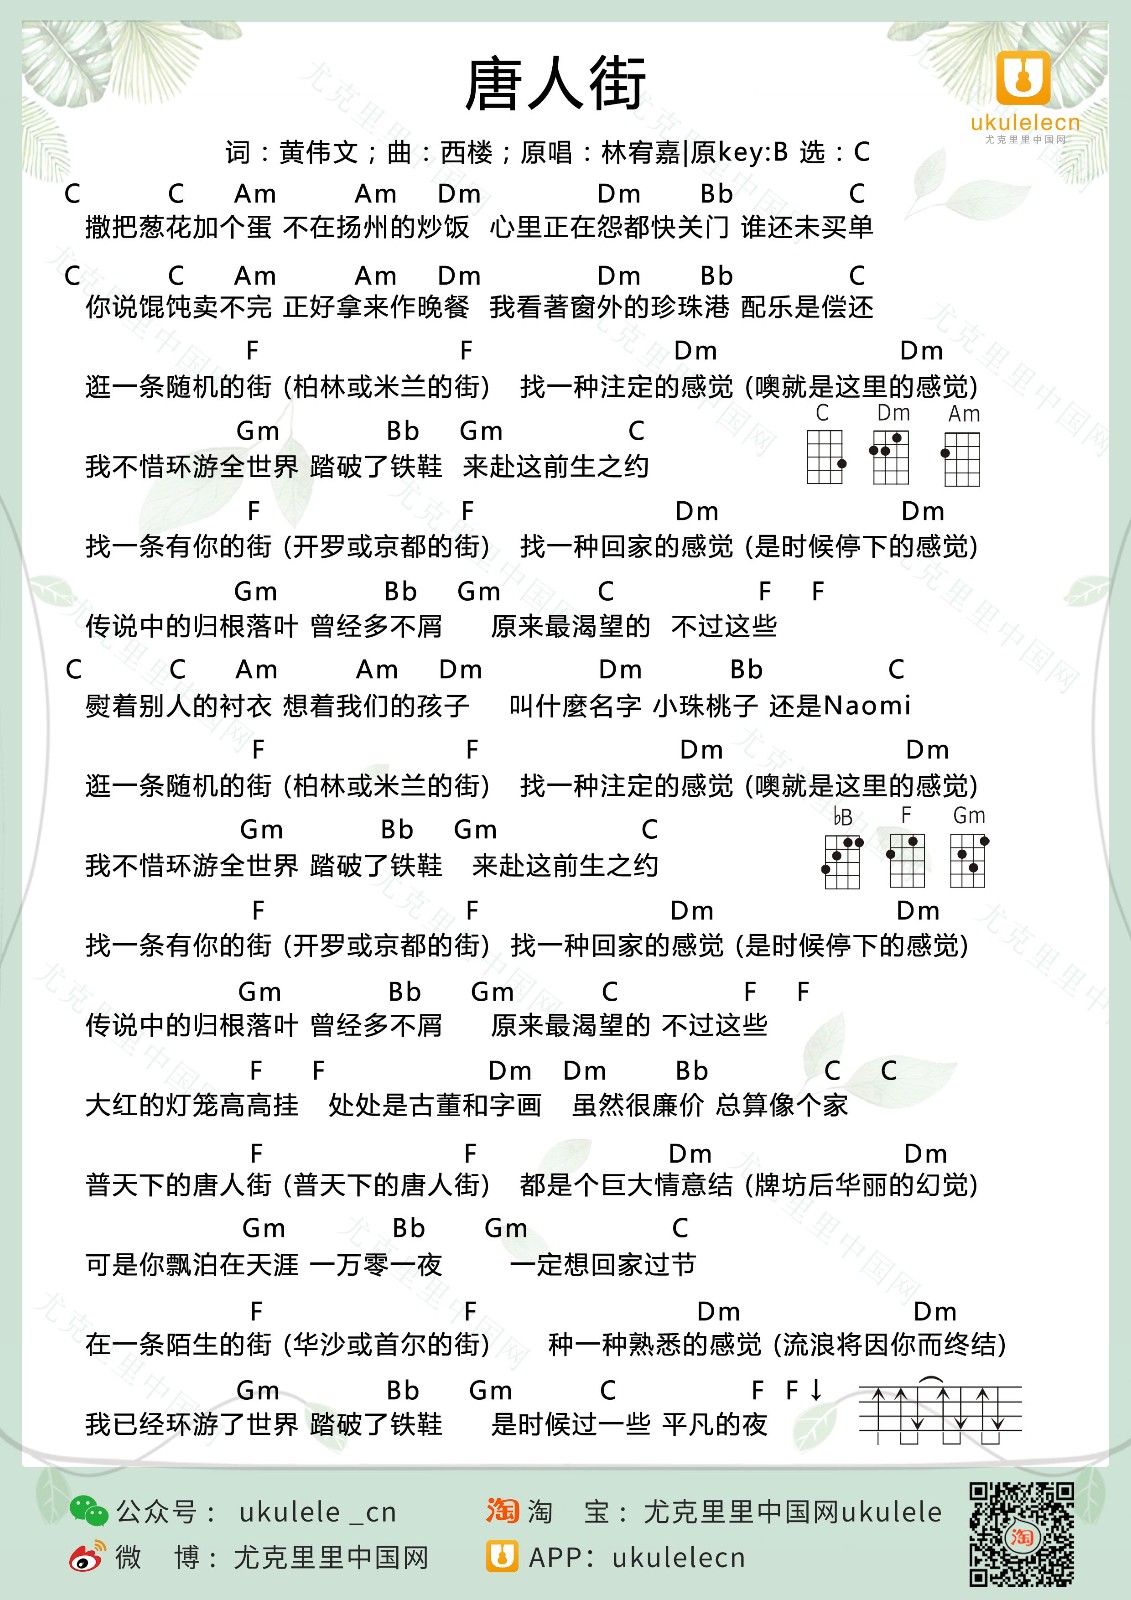 唐人街
ukulelecn
尤克里里中国网
词：黄伟文；曲：西楼；原唱：林宥嘉|原key:B 选：C
C C Am Am Dm Dm Bb C
撒把葱花加个蛋 不在扬州的炒饭 心里正在怨都快关门 谁还未买单
C C Am Am Dm Dm Bb C
你说馄饨卖不完 正好拿来作晚餐 我看著窗外的珍珠港 配乐是偿还
F F Dm Dm
逛一条随机的街 (柏林或米兰的街) 找一种注定的感觉 (噢就是这里的感觉)
C Dm Am
Gm Bb Gm C
我不惜环游全世界 踏破了铁鞋 来赴这前生之约
F F Dm Dm
找一条有你的街 (开罗或京都的街) 找一种回家的感觉 (是时候停下的感觉)
Gm Bb Gm C F F
传说中的归根落叶 曾经多不屑 原来最渴望的 不过这些
C C Am Am Dm Dm Bb C
熨着别人的衬衣 想着我们的孩子 叫什麼名字 小珠桃子 还是Naomi
F F Dm Dm
逛一条随机的街 (柏林或米兰的街) 找一种注定的感觉 (噢就是这里的感觉)
♭B F Gm
Gm Bb Gm C
我不惜环游全世界 踏破了铁鞋 来赴这前生之约
F F Dm Dm
找一条有你的街 (开罗或京都的街) 找一种回家的感觉 (是时候停下的感觉)
Gm Bb Gm C F F
传说中的归根落叶 曾经多不屑 原来最渴望的 不过这些
F F Dm Dm Bb C C
大红的灯笼高高挂 处处是古董和字画 虽然很廉价 总算像个家
F F Dm Dm
普天下的唐人街 (普天下的唐人街) 都是个巨大情意结 (牌坊后华丽的幻觉)
Gm Bb Gm C
可是你飘泊在天涯 一万零一夜 一定想回家过节
F F Dm Dm
在一条陌生的街 (华沙或首尔的街) 种一种熟悉的感觉 (流浪将因你而终结)
Gm Bb Gm C F F↓
我已经环游了世界 踏破了铁鞋 是时候过一些 平凡的夜
公众号： ukulele _cn
淘 淘 宝：尤克里里中国网ukulele
微 博：尤克里里中国网
APP：ukulelecn
淘